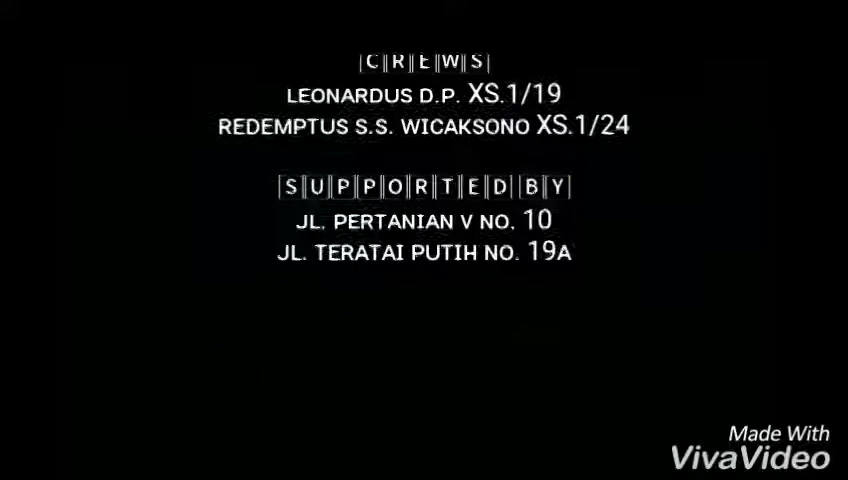 CREWS
LEONARDUS D.P. XS.1/19
REDEMPTUS S.S. WICAKSONO XS.1/24
SUPPORTED BY
JL. PERTANIAN V NO. 10
JL. TERATAI PUTIH NO. 19A
Made With
VivaVideo